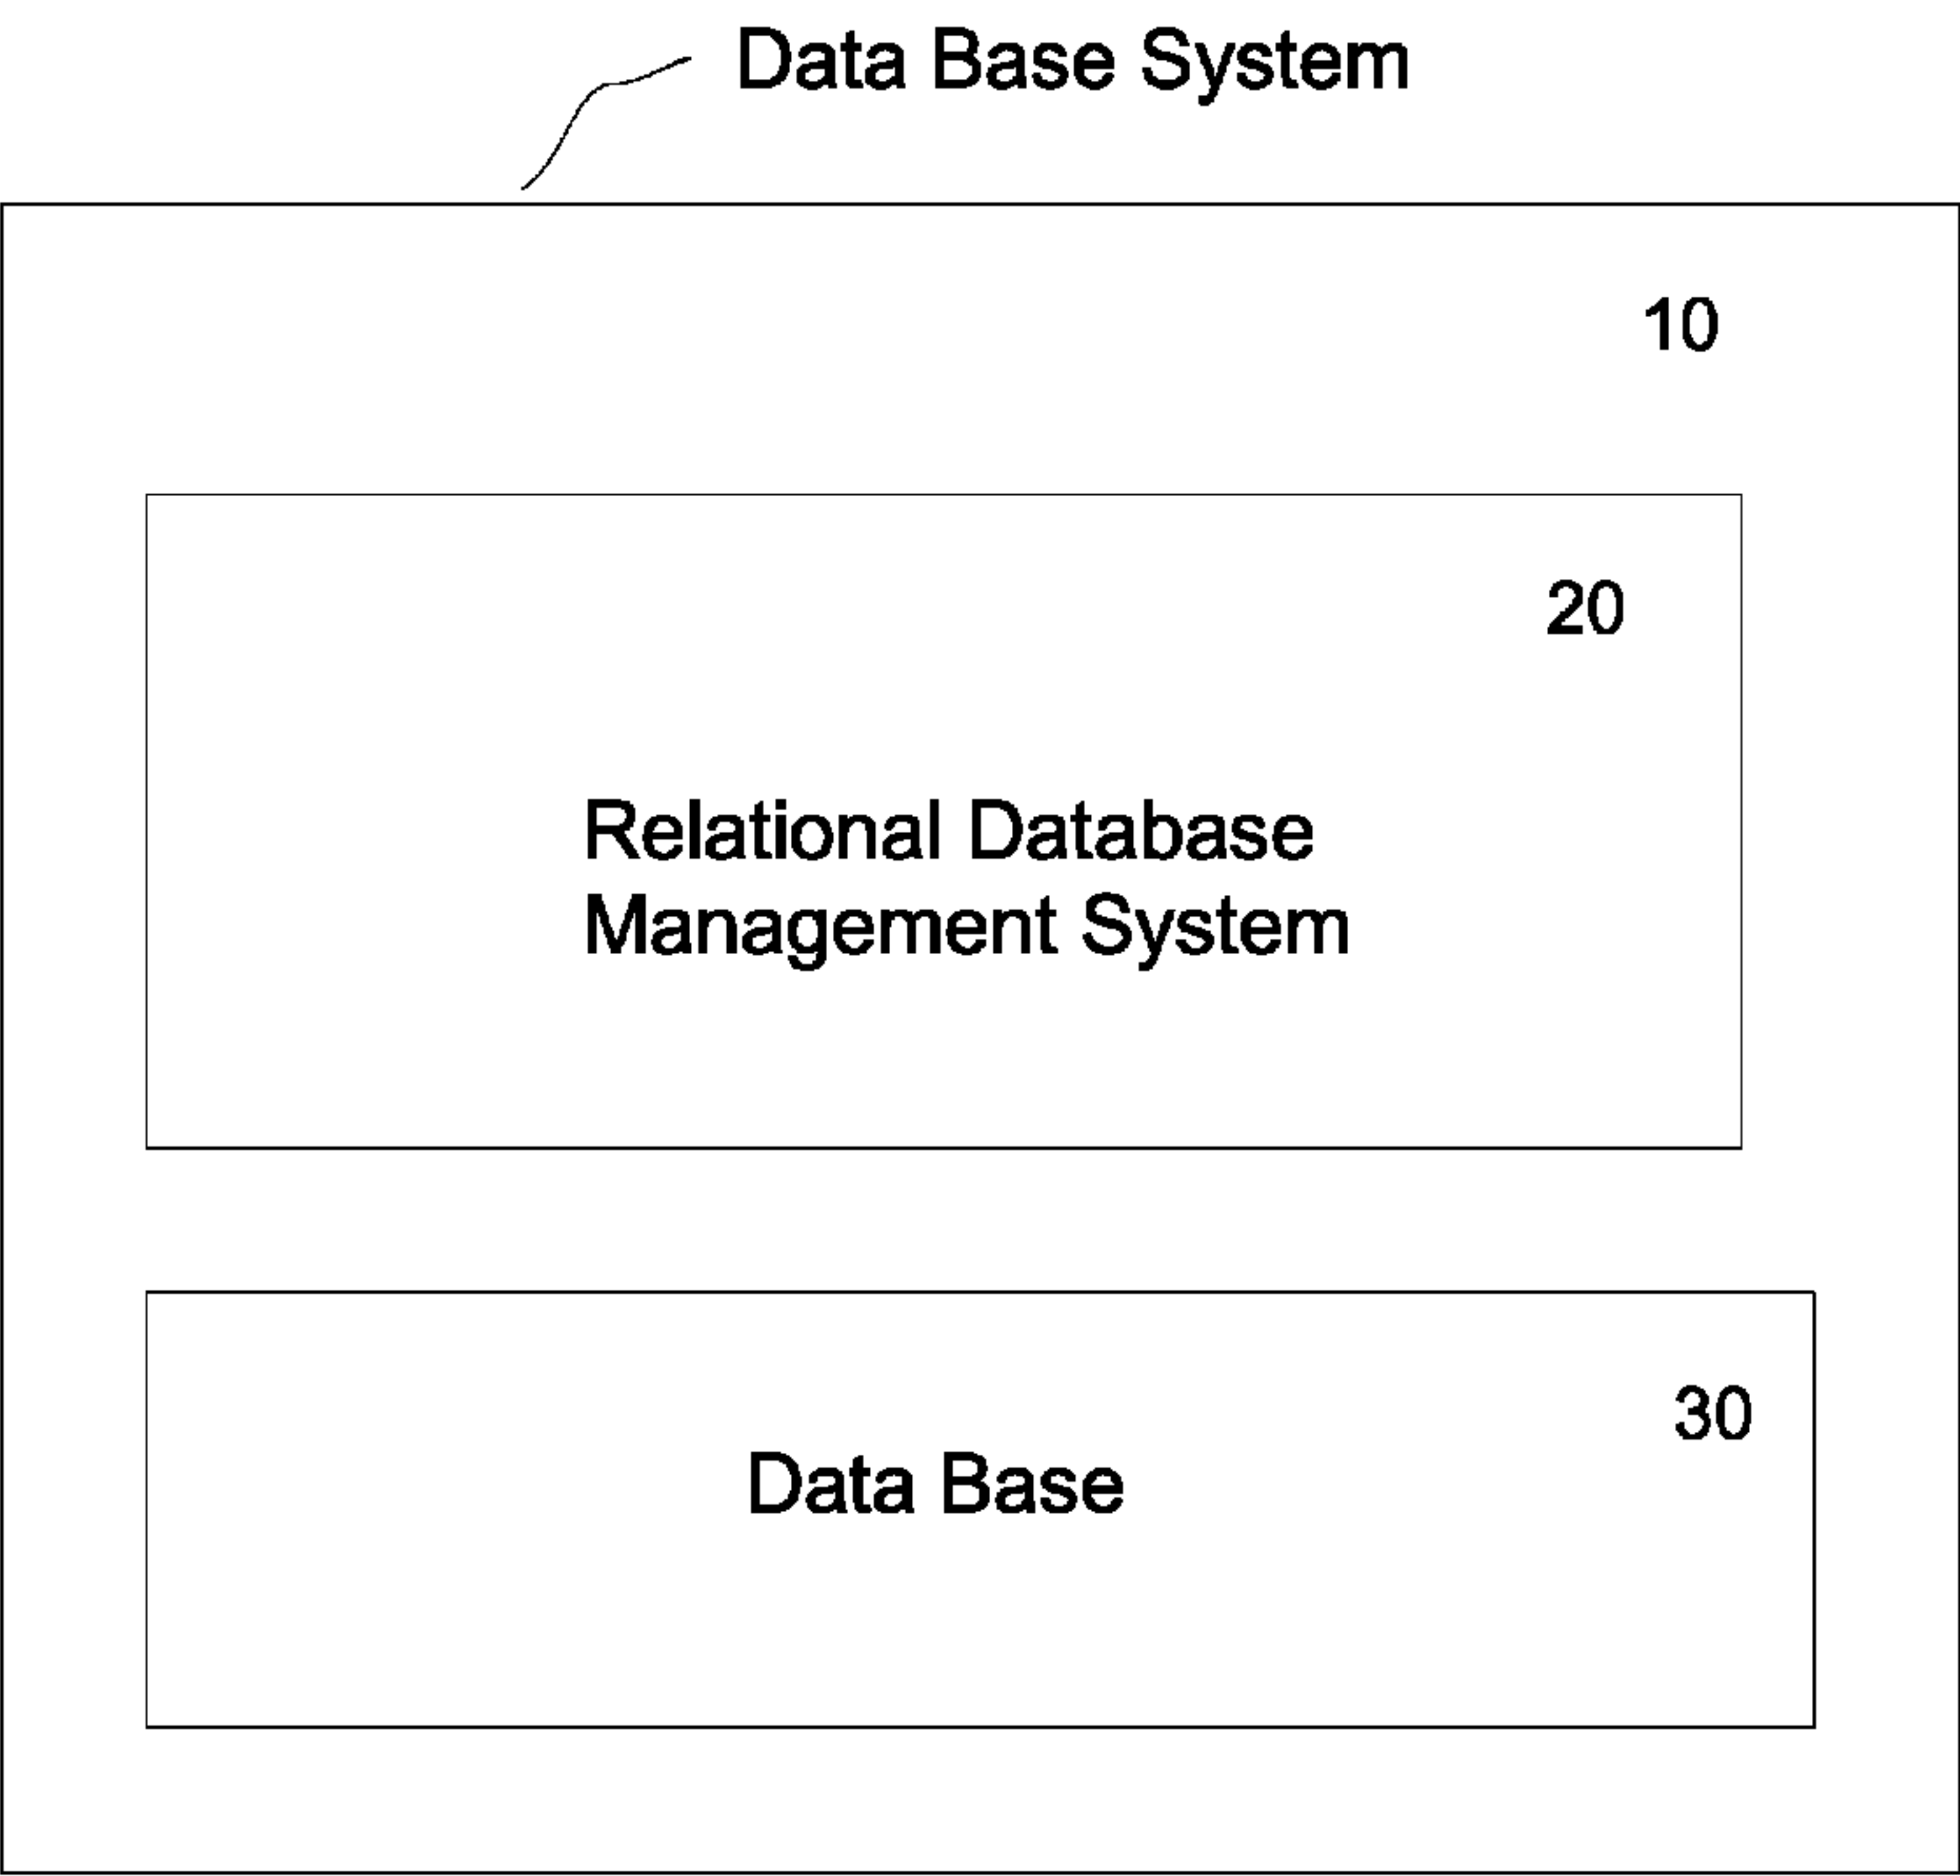 Data Base System
10
20
Relational Database
Management System
30
Data Base